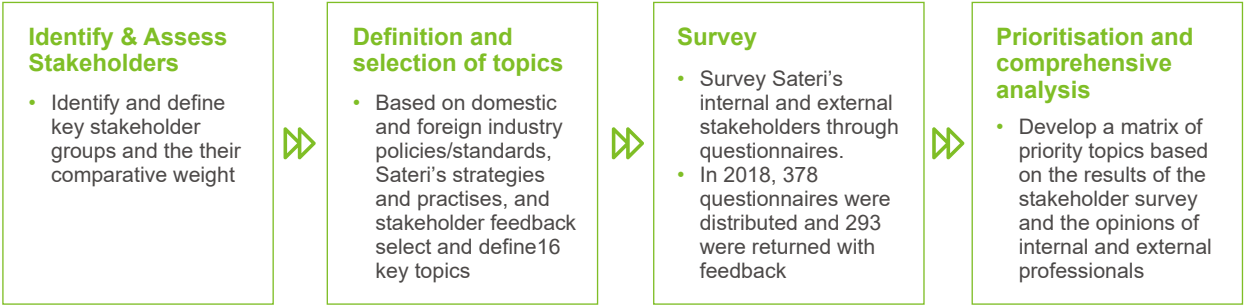 Identify & Assess
Stakeholders
• Identify and define
key stakeholder
groups and the their
comparative weight
Definition and
selection of topics
• Based on domestic
and foreign industry
policies/standards,
Sateri’s strategies
and practises, and
stakeholder feedback
select and define16
key topics
Survey
• Survey Sateri’s
internal and external
stakeholders through
questionnaires.
• In 2018, 378
questionnaires were
distributed and 293
were returned with
feedback
Prioritisation and
comprehensive
analysis
• Develop a matrix of
priority topics based
on the results of the
stakeholder survey
and the opinions of
internal and external
professionals